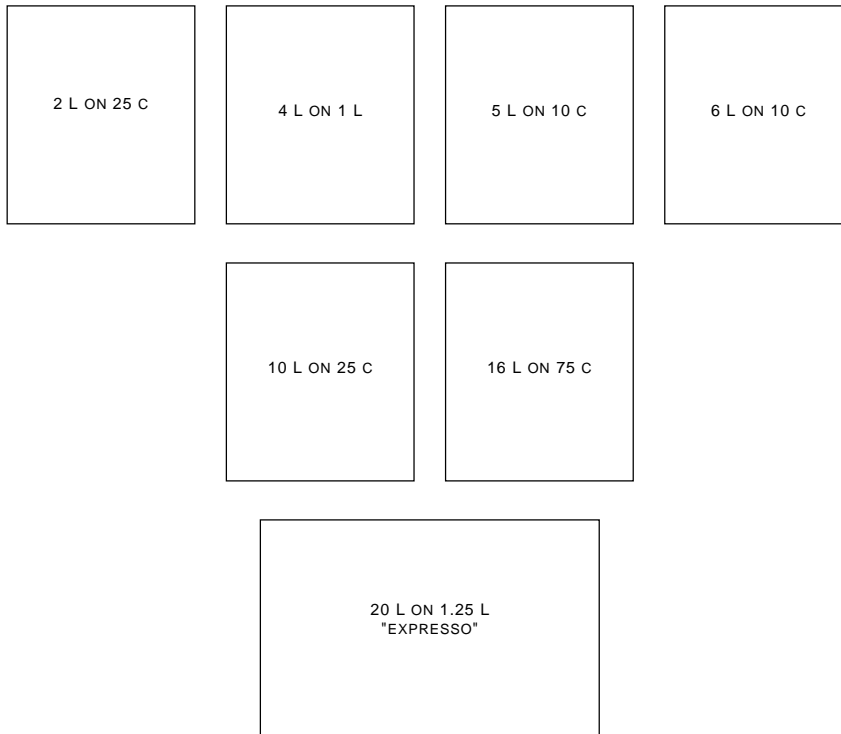 2 L ON 25 C
4 L ON 1 L
5 L ON 10 C
6 L ON 10 C
10 L ON 25 C
16 L ON 75 C
20 L ON 1.25 L
"EXPRESSO"